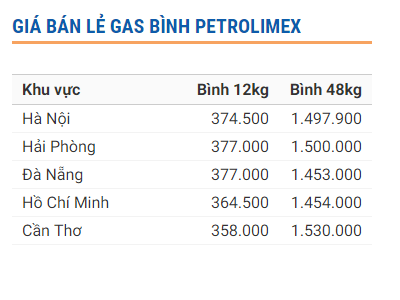 GIÁ BÁN LẺ GAS BÌNH PETROLIMEX
Khu vực Bình 12kg Bình 48kg
Hà Nội 374.500 1.497.900
Hải Phòng 377.000 1.500.000
Đà Nẵng 377.000 1.453.000
Hồ Chí Minh 364.500 1.454.000
Cần Thơ 358.000 1.530.000